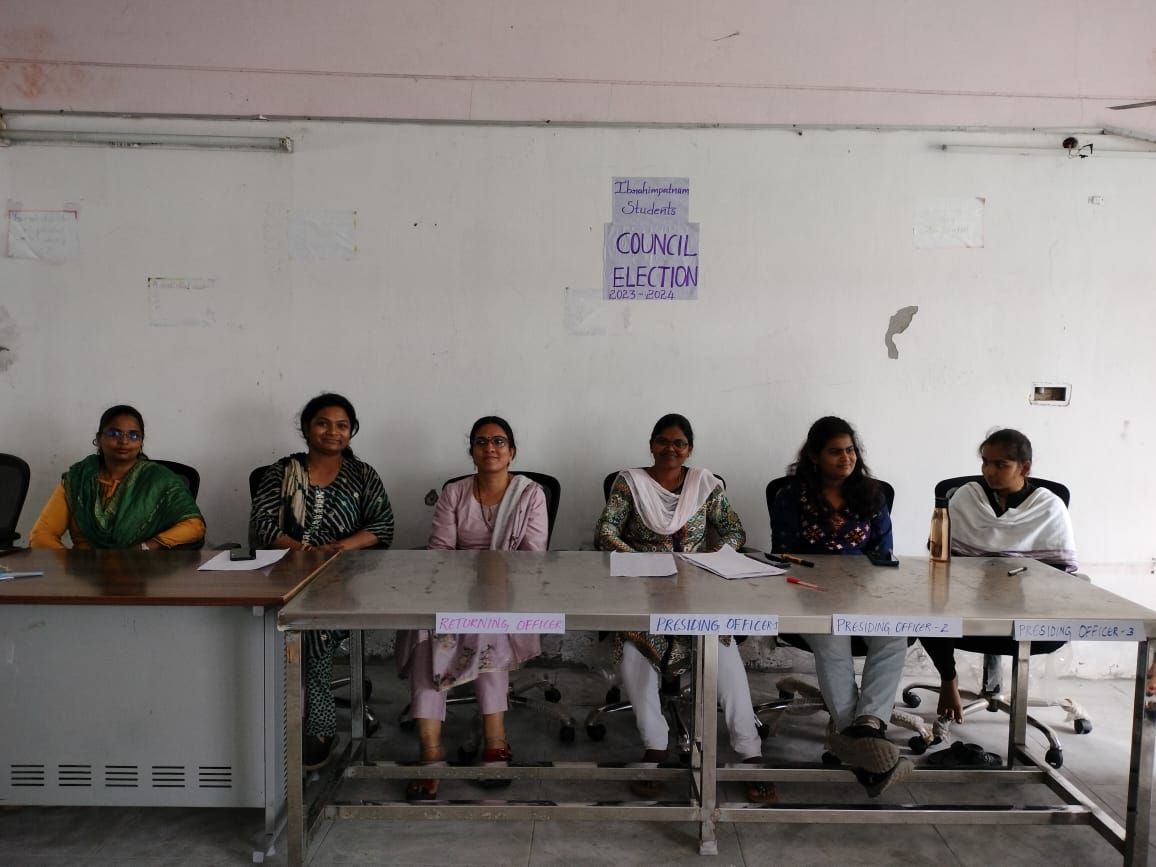 Ibrahimpatnam
Students
COUNCIL
ELECTION
2023-2024
RETURNING OFFICER
PRESIDING OFFICER-1
PRESIDING OFFICER-2
PRESIDING OFFICER-3